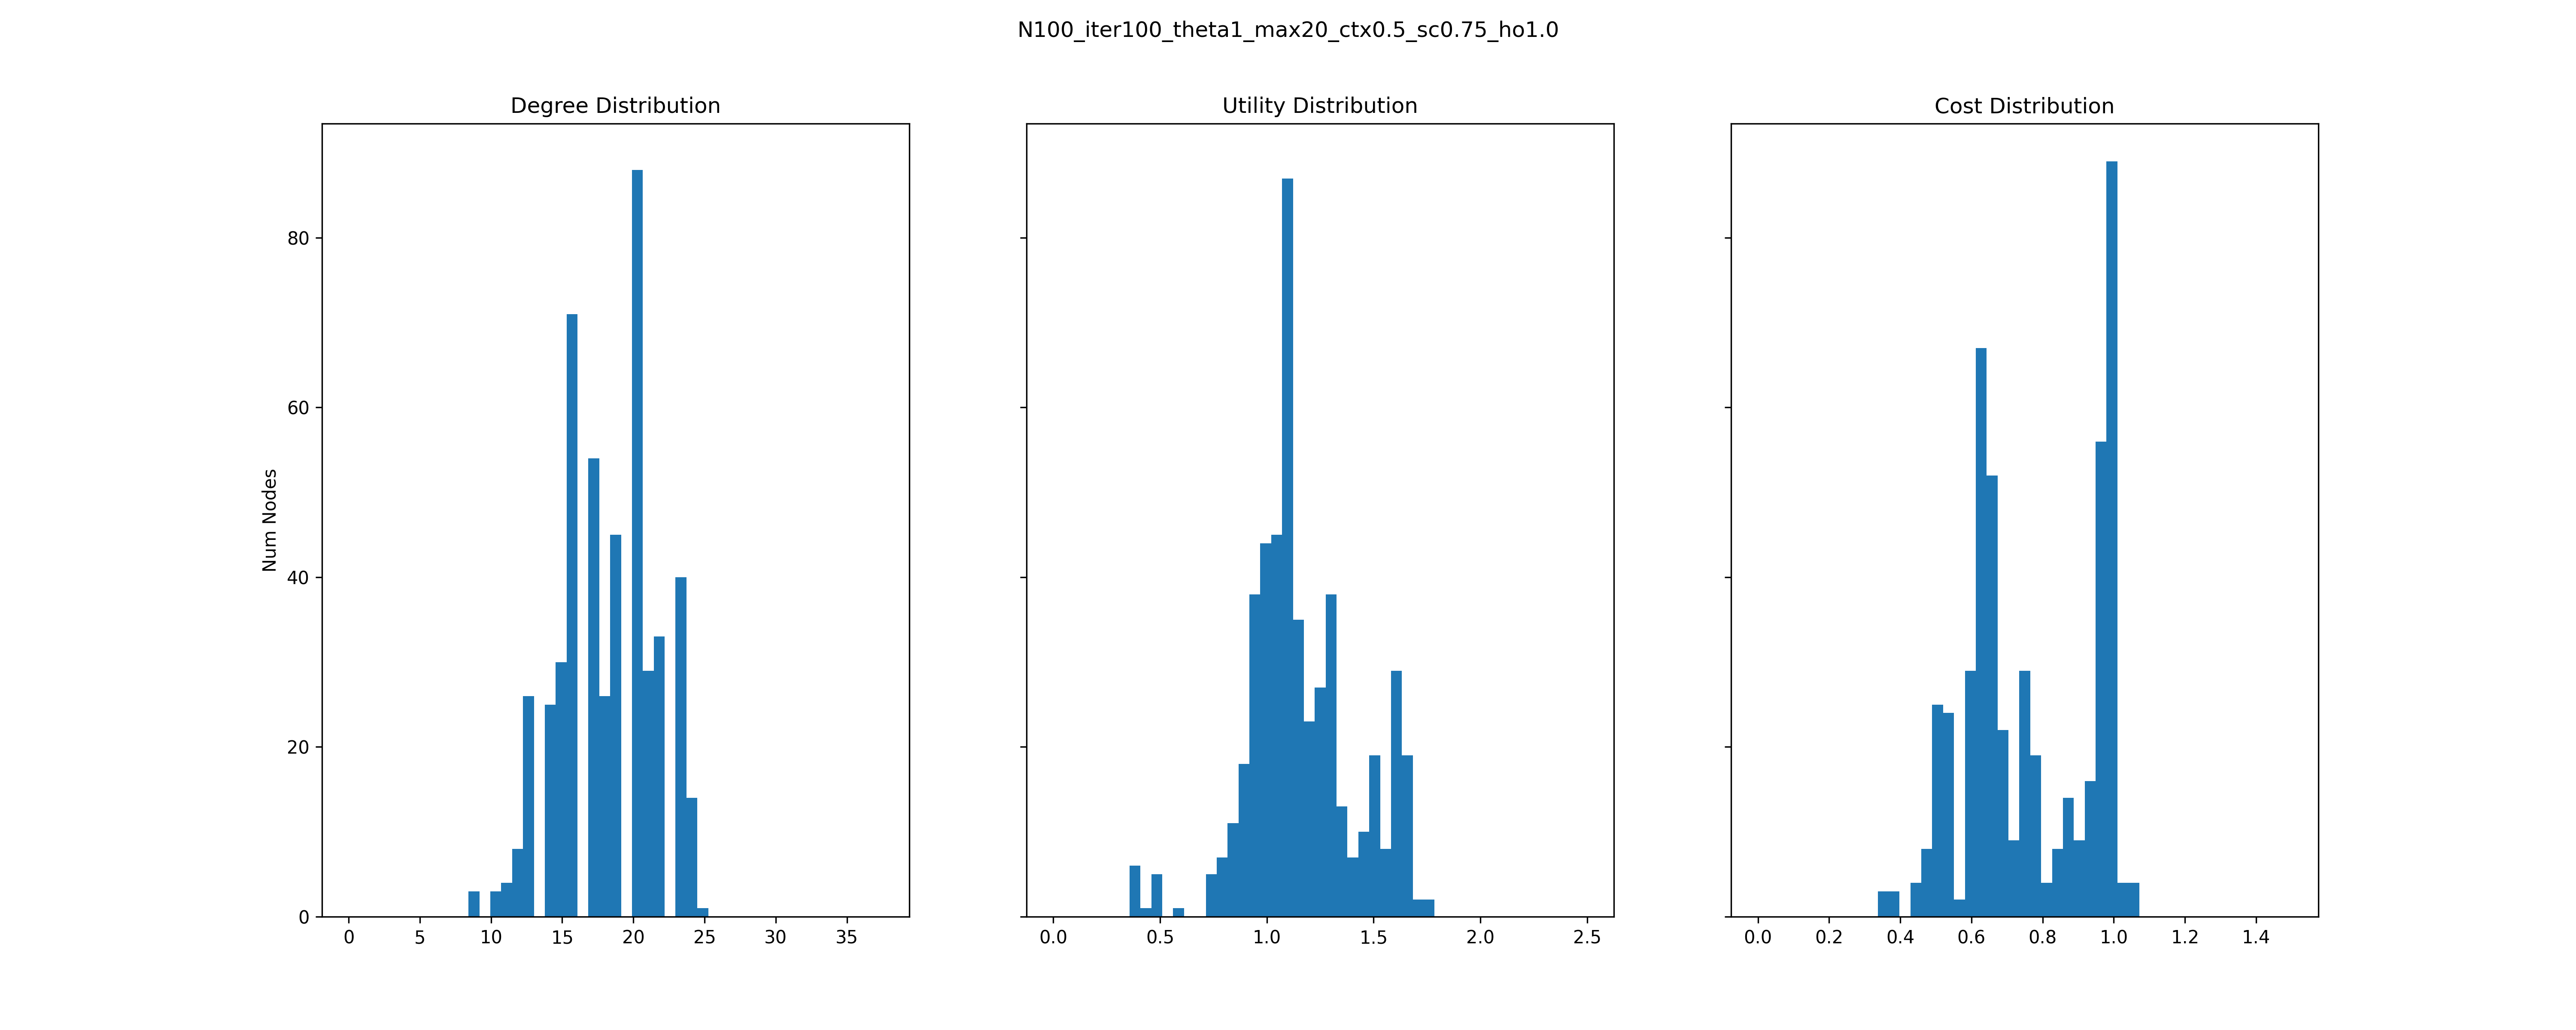 N100_iter100_theta1_max20_ctx0.5_sc0.75_ho1.0
Degree Distribution
Utility Distribution
Cost Distribution
Num Nodes
80
60
40
20
0
0 5 10 15 20 25 30 35
0.0 0.5 1.0 1.5 2.0 2.5
0.0 0.2 0.4 0.6 0.8 1.0 1.2 1.4